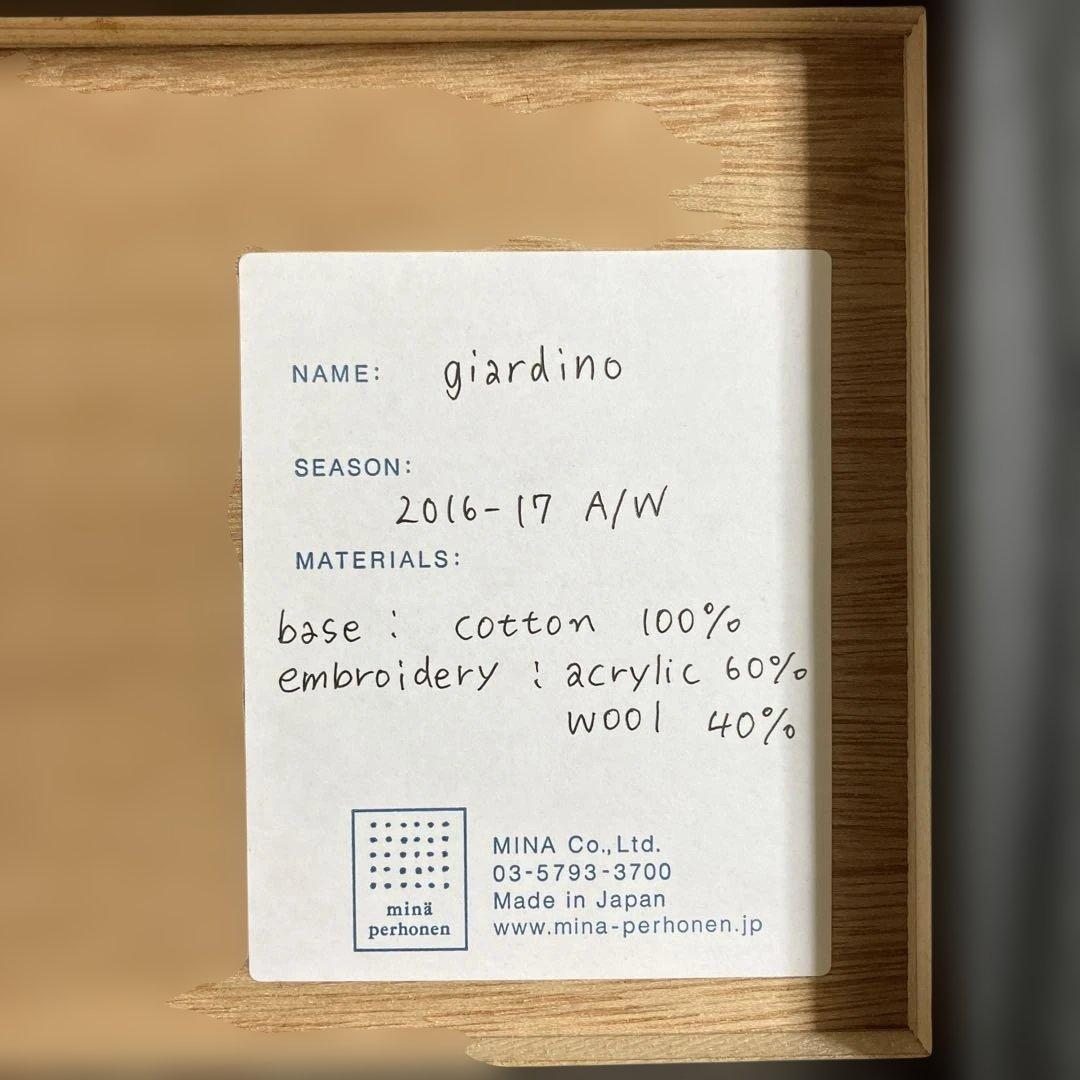 NAME: giardino
SEASON:
2016-17 A/W
MATERIALS:
base : cotton 100%
embroidery : acrylic 60%
wool 40%
minä
perhonen
MINA Co.,Ltd.
03-5793-3700
Made in Japan
www.mina-perhonen.jp